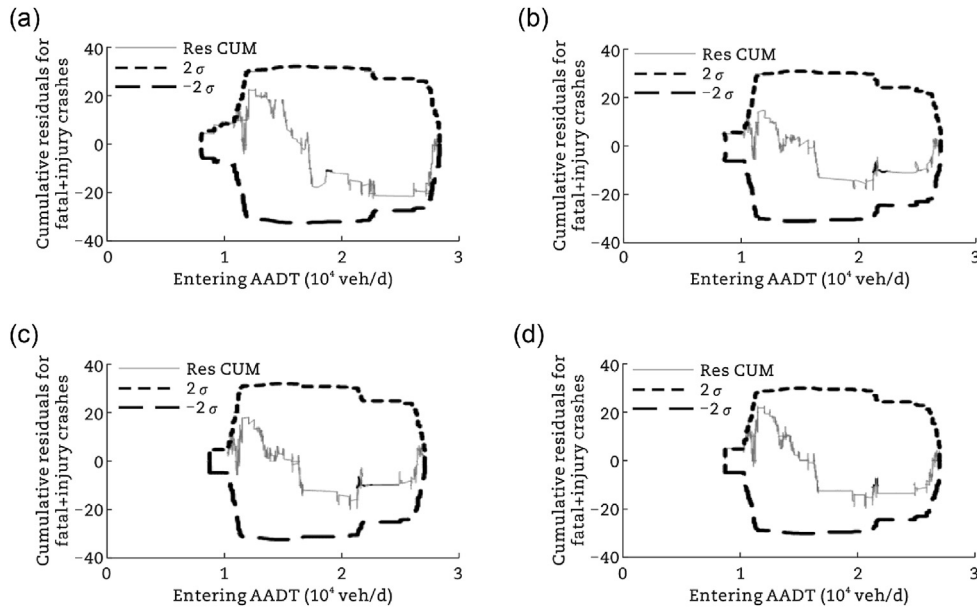 (a)
Cumulative residuals for
fatal+injury crashes
40
20
0
−20
−40
Res CUM
2 σ
−2 σ
0
1
2
3
Entering AADT (10⁴ veh/d)
(b)
Cumulative residuals for
fatal+injury crashes
40
20
0
−20
−40
Res CUM
2 σ
−2 σ
0
1
2
3
Entering AADT (10⁴ veh/d)
(c)
Cumulative residuals for
fatal+injury crashes
40
20
0
−20
−40
Res CUM
2 σ
−2 σ
0
1
2
3
Entering AADT (10⁴ veh/d)
(d)
Cumulative residuals for
fatal+injury crashes
40
20
0
−20
−40
Res CUM
2 σ
−2 σ
0
1
2
3
Entering AADT (10⁴ veh/d)